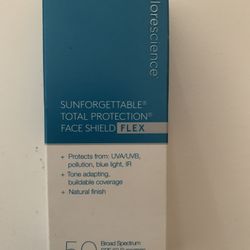 lorescience
SUNFORGETTABLE®
TOTAL PROTECTION®
FACE SHIELD FLEX
+ Protects from: UVA/UVB,
pollution, blue light, IR
+ Tone adapting,
buildable coverage
+ Natural finish
50
Broad Spectrum